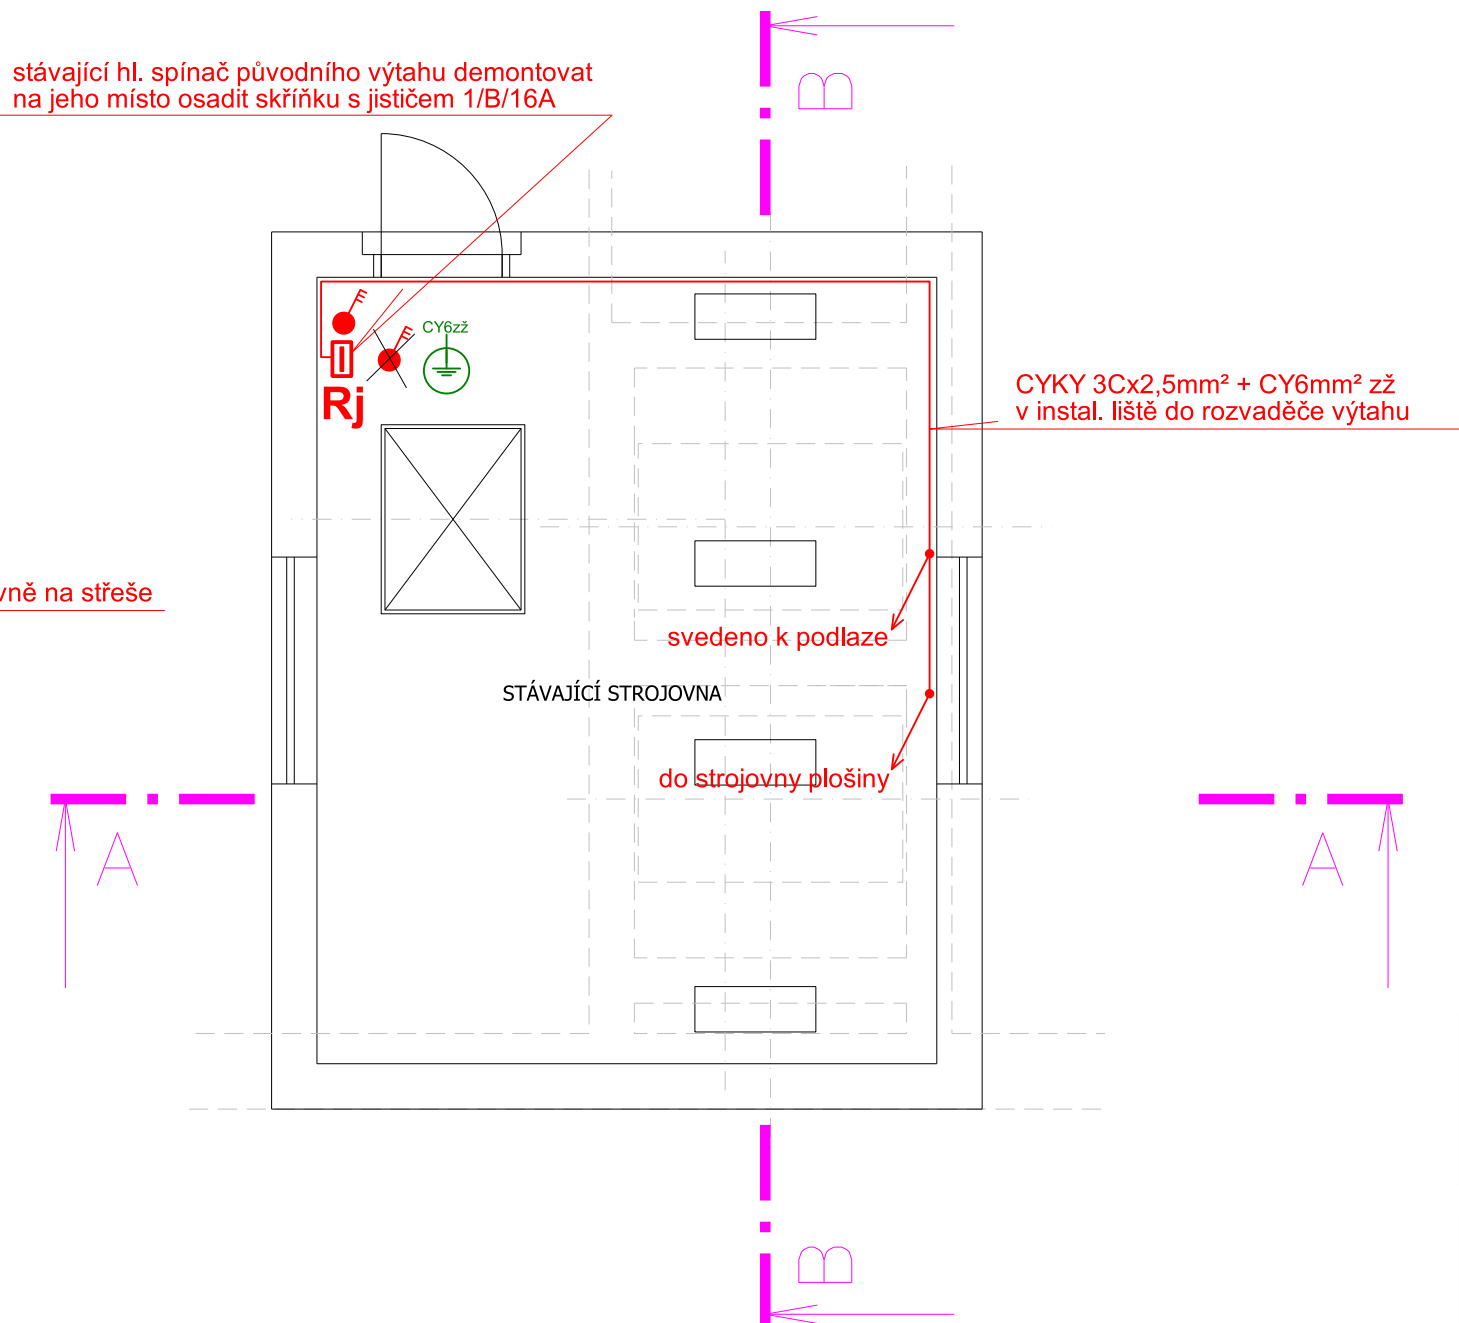 B
stávající hl. spínač původního výtahu demontovat
na jeho místo osadit skříňku s jističem 1/B/16A
CY6zž
Rj
CYKY 3Cx2,5mm² + CY6mm² zž
v instal. liště do rozvaděče výtahu
na střeše
svedeno k podlaze
STÁVAJÍCÍ STROJOVNA
do strojovny plošiny
A
A
B